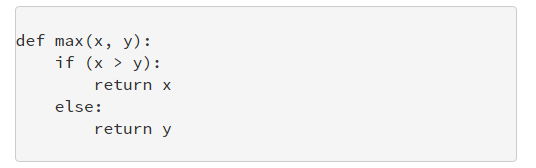 def max(x, y):
    if (x > y):
        return x
    else:
        return y